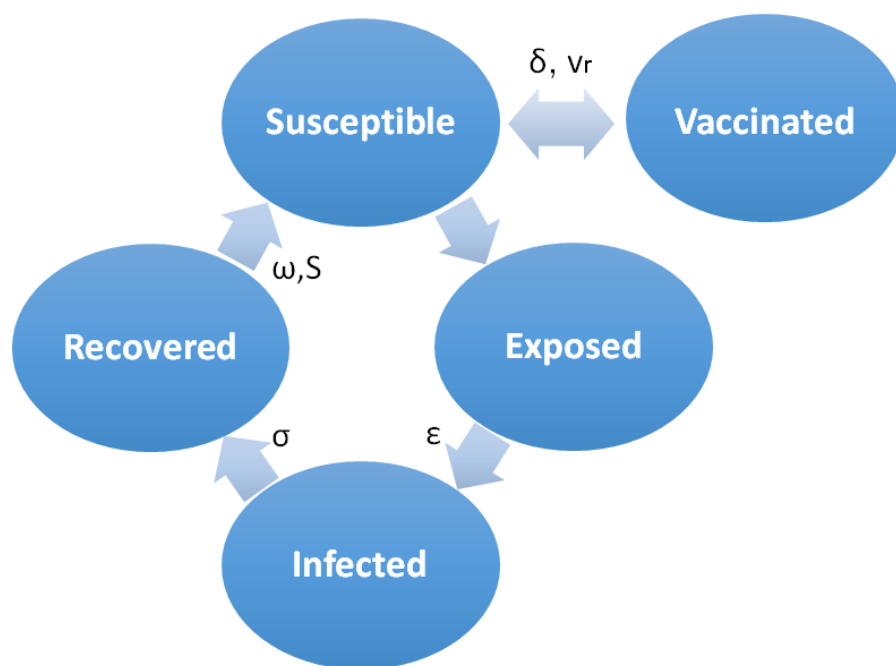 δ, vr
Susceptible
Vaccinated
ω,S
Recovered
Exposed
σ
ε
Infected